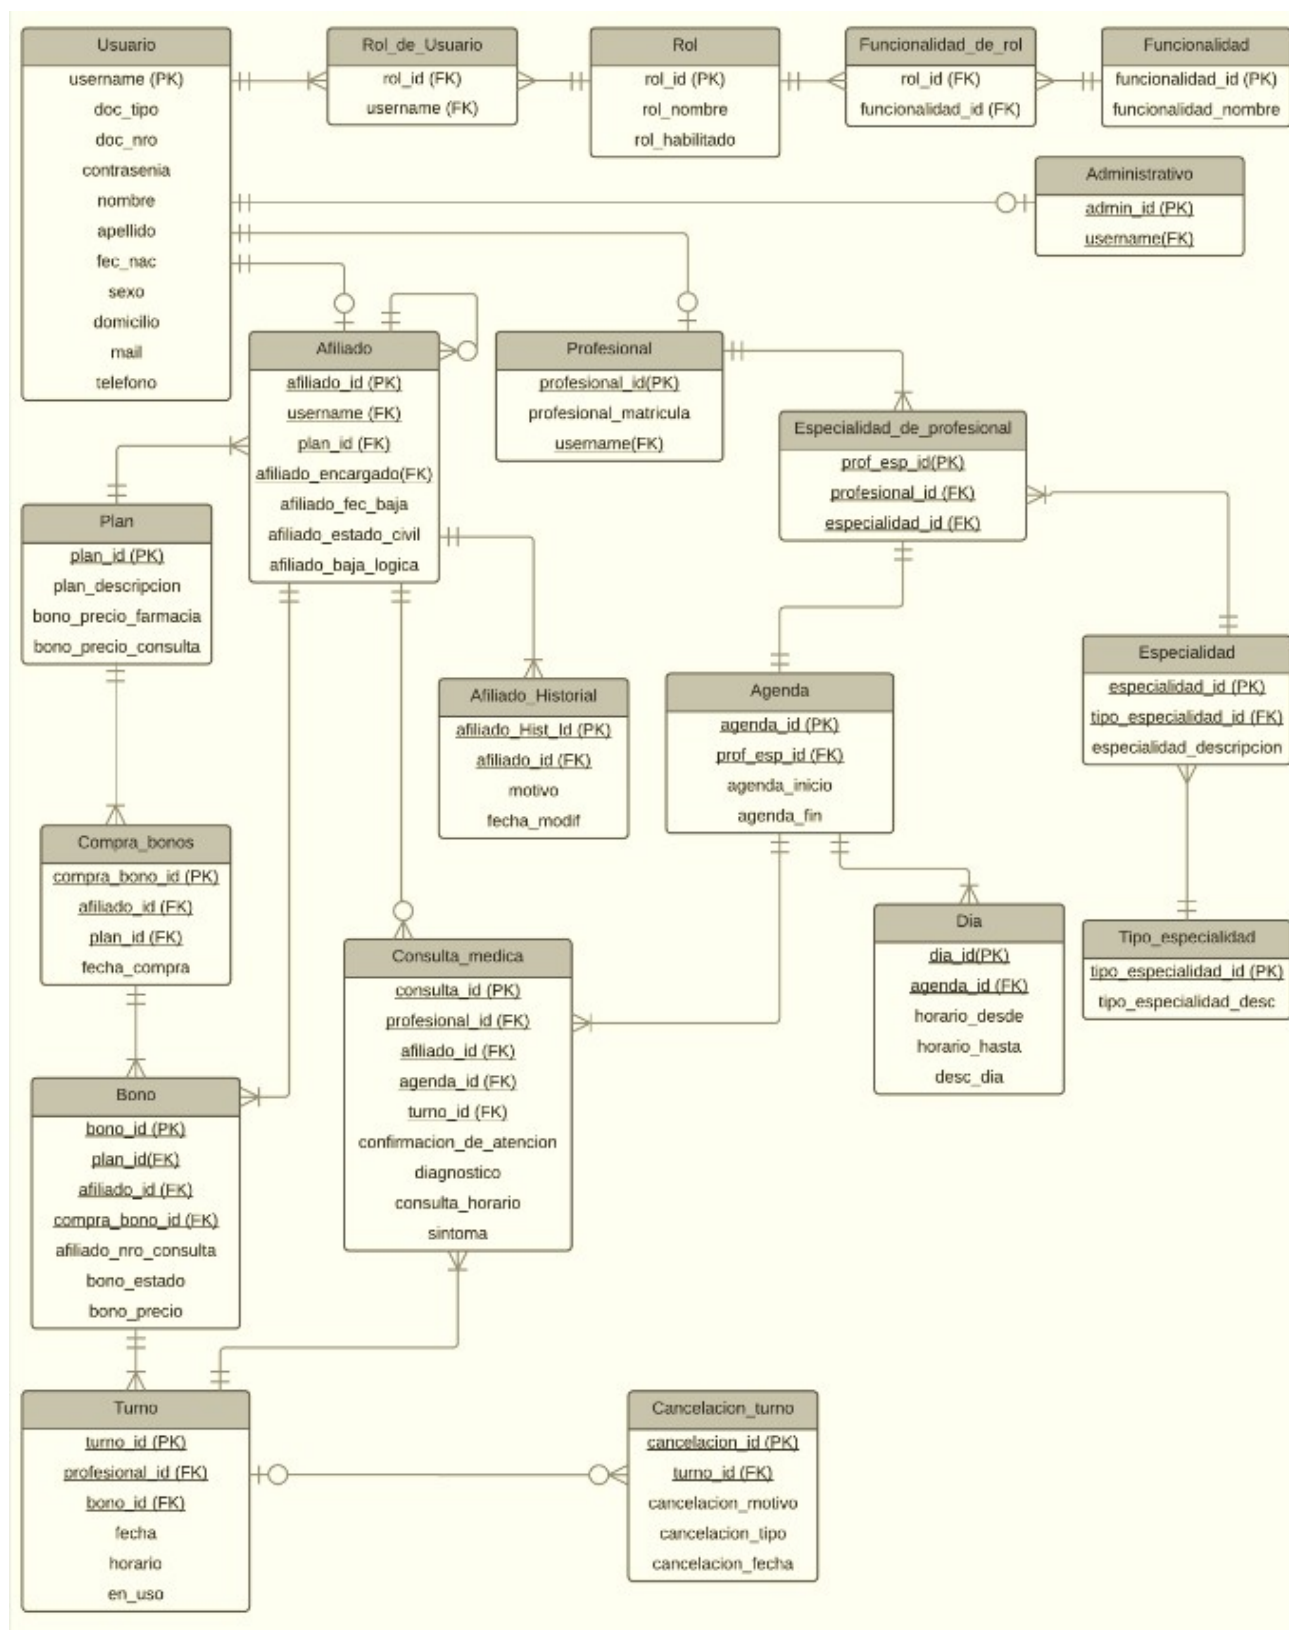 Usuario
username (PK)
doc_tipo
doc_nro
contrasenia
nombre
apellido
fec_nac
sexo
domicilio
mail
telefono
Rol_de_Usuario
rol_id (FK)
username (FK)
Rol
rol_id (PK)
rol_nombre
rol_habilitado
Funcionalidad_de_rol
rol_id (FK)
funcionalidad_id (FK)
Funcionalidad
funcionalidad_id (PK)
funcionalidad_nombre
Administrativo
admin_id (PK)
username(FK)
Afiliado
afiliado_id (PK)
username (FK)
plan_id (FK)
afiliado_encargado(FK)
afiliado_fec_baja
afiliado_estado_civil
afiliado_baja_logica
Profesional
profesional_id(PK)
profesional_matricula
username(FK)
Especialidad_de_profesional
prof_esp_id(PK)
profesional_id (FK)
especialidad_id (FK)
Plan
plan_id (PK)
plan_descripcion
bono_precio_farmacia
bono_precio_consulta
Afiliado_Historial
afiliado_Hist_Id (PK)
afiliado_id (FK)
motivo
fecha_modif
Agenda
agenda_id (PK)
prof_esp_id (FK)
agenda_inicio
agenda_fin
Especialidad
especialidad_id (PK)
tipo_especialidad_id (FK)
especialidad_descripcion
Compra_bonos
compra_bono_id (PK)
afiliado_id (FK)
plan_id (FK)
fecha_compra
Consulta_medica
consulta_id (PK)
profesional_id (FK)
afiliado_id (FK)
agenda_id (FK)
turno_id (FK)
confirmacion_de_atencion
diagnostico
consulta_horario
sintoma
Dia
dia_id(PK)
agenda_id (FK)
horario_desde
horario_hasta
desc_dia
Tipo_especialidad
tipo_especialidad_id (PK)
tipo_especialidad_desc
Bono
bono_id (PK)
plan_id(FK)
afiliado_id (FK)
compra_bono_id (FK)
afiliado_nro_consulta
bono_estado
bono_precio
Turno
turno_id (PK)
profesional_id (FK)
bono_id (FK)
fecha
horario
en_uso
Cancelacion_turno
cancelacion_id (PK)
turno_id (FK)
cancelacion_motivo
cancelacion_tipo
cancelacion_fecha